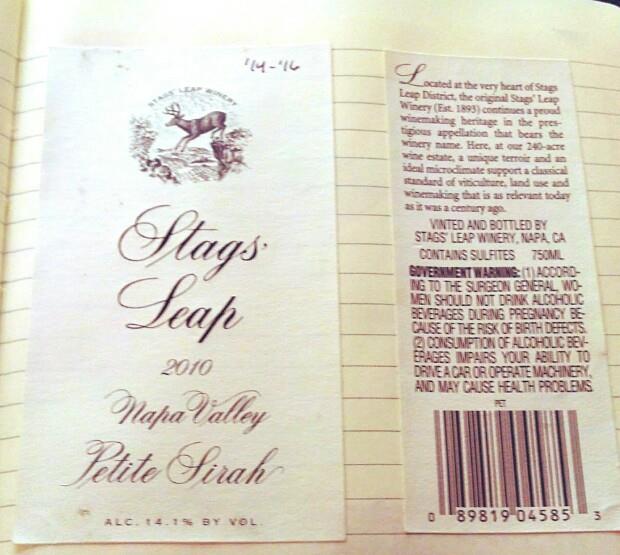 '14-'16
STAGS' LEAP WINERY
Stags'
Leap
2010
Napa Valley
Petite Sirah
ALC. 14.1% BY VOL.
Located at the very heart of Stags
Leap District, the original Stags' Leap
Winery (Est. 1893) continues a proud
winemaking heritage in the pres-
tigious appellation that bears the
winery name. Here, at our 240-acre
wine estate, a unique terroir and an
ideal microclimate support a classical
standard of viticulture, land use and
winemaking that is as relevant today
as it was a century ago.
VINTED AND BOTTLED BY
STAGS' LEAP WINERY, NAPA, CA
CONTAINS SULFITES 750ML
GOVERNMENT WARNING: (1) ACCORD-
ING TO THE SURGEON GENERAL, WO-
MEN SHOULD NOT DRINK ALCOHOLIC
BEVERAGES DURING PREGNANCY BE-
CAUSE OF THE RISK OF BIRTH DEFECTS.
(2) CONSUMPTION OF ALCOHOLIC BEV-
ERAGES IMPAIRS YOUR ABILITY TO
DRIVE A CAR OR OPERATE MACHINERY,
AND MAY CAUSE HEALTH PROBLEMS.
PET
0 89819 04585 3